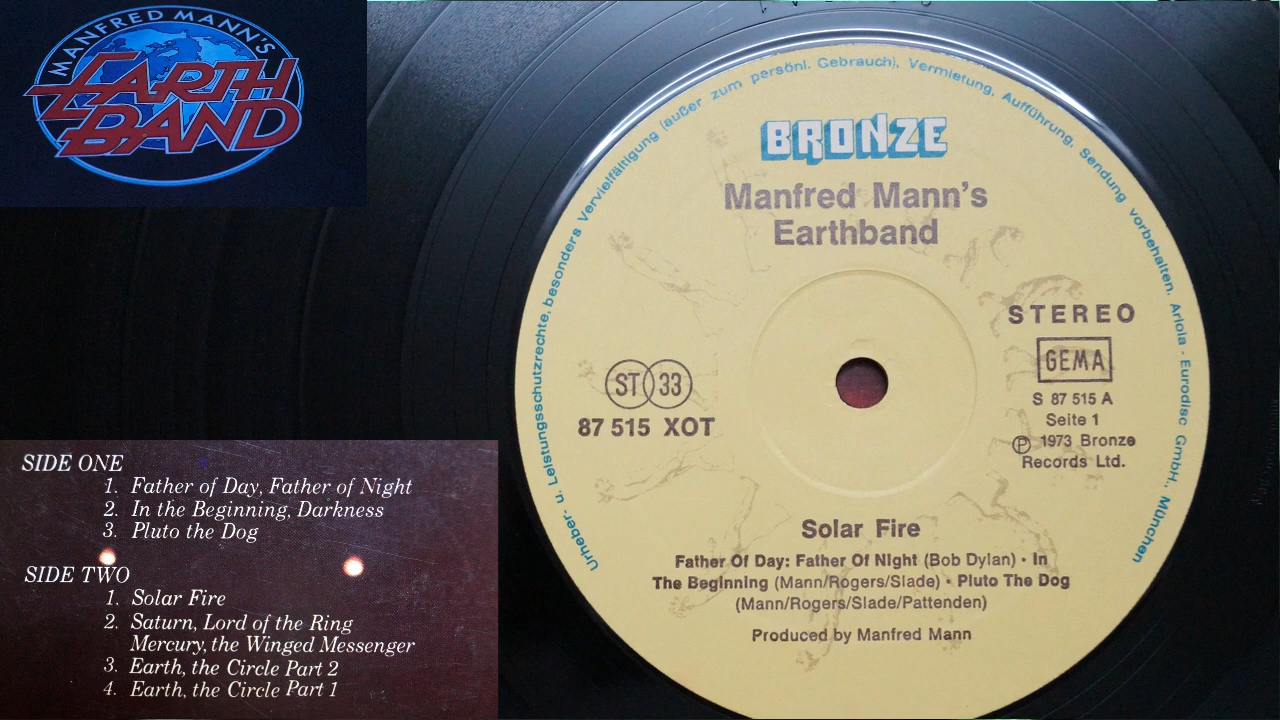 MANFRED MANN'S
EARTH
BAND
SIDE ONE
1. Father of Day, Father of Night
2. In the Beginning, Darkness
3. Pluto the Dog
SIDE TWO
1. Solar Fire
2. Saturn, Lord of the Ring
Mercury, the Winged Messenger
3. Earth, the Circle Part 2
4. Earth, the Circle Part 1
Urheber- u. Leistungsschutzrechte, besonders Vervielfältigung (außer zum persönl. Gebrauch), Vermietung, Aufführung, Sendung vorbehalten. Ariola - Eurodisc GmbH., München
BRONZE
Manfred Mann's
Earthband
STEREO
GEMA
S 87 515 A
Seite 1
℗ 1973 Bronze
Records Ltd.
ST 33
87 515 XOT
Solar Fire
Father Of Day: Father Of Night (Bob Dylan) • In
The Beginning (Mann/Rogers/Slade) • Pluto The Dog
(Mann/Rogers/Slade/Pattenden)
Produced by Manfred Mann